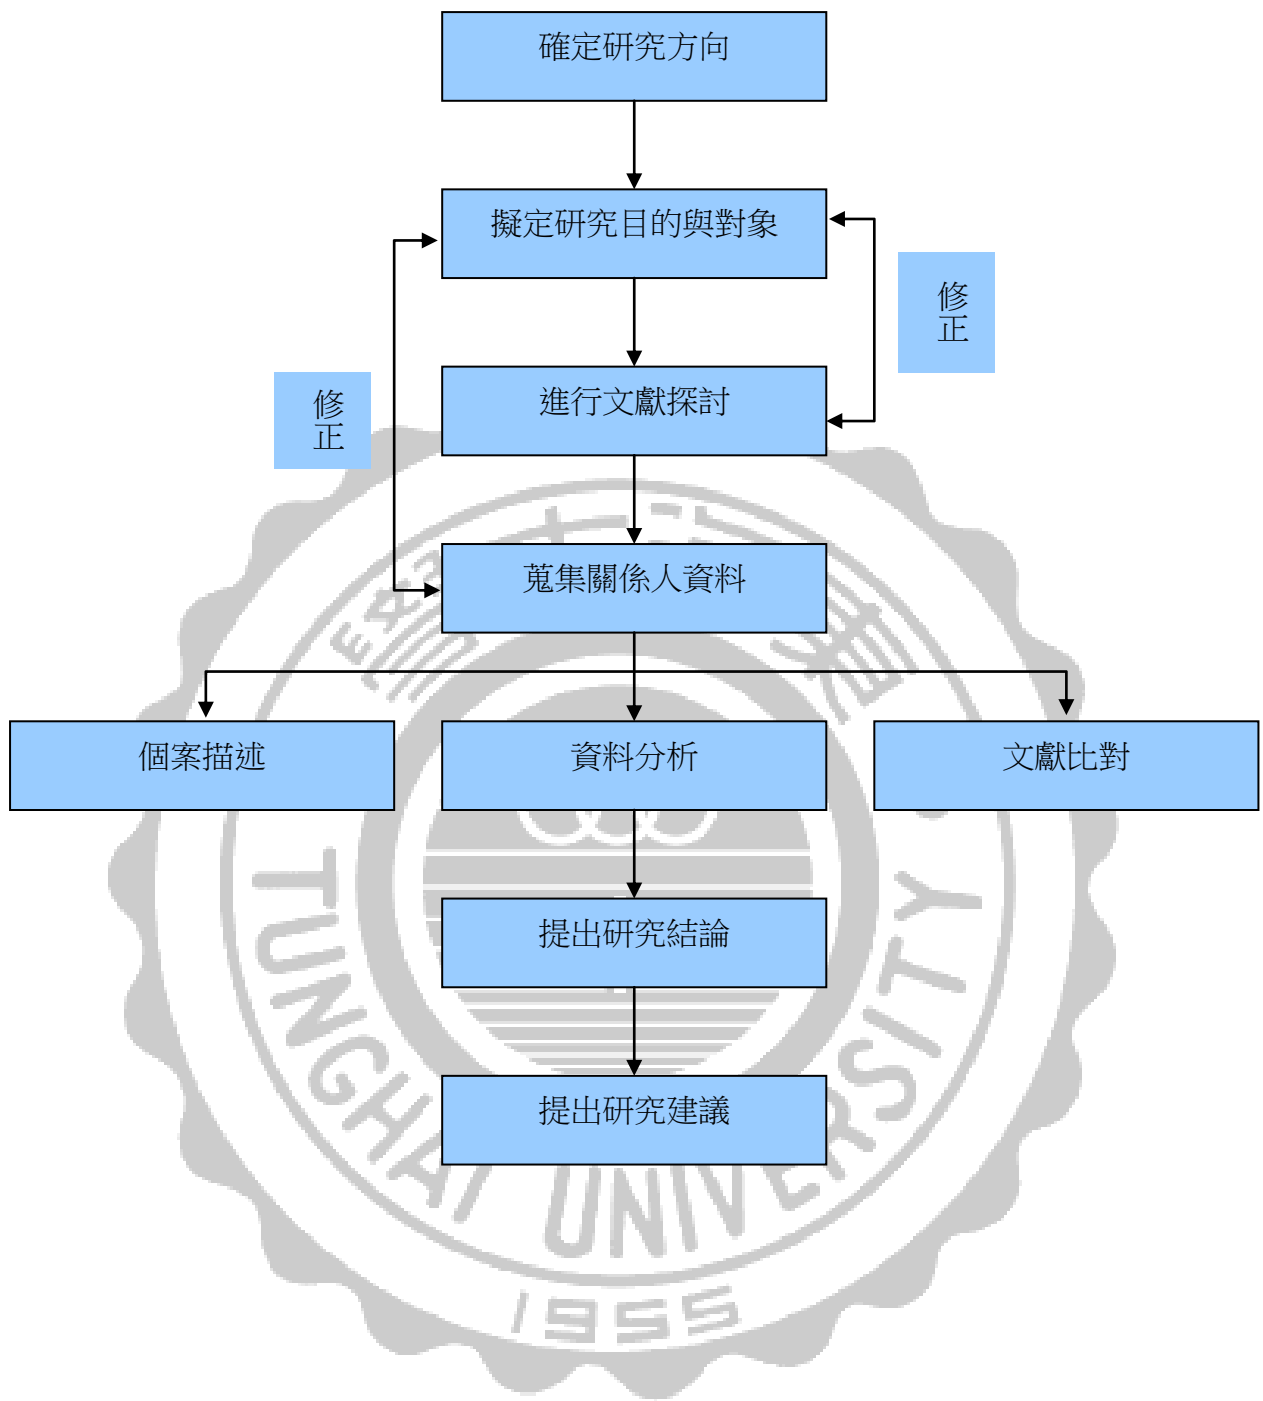 確定研究方向
擬定研究目的與對象
修正
進行文獻探討
修正
蒐集關係人資料
個案描述
資料分析
文獻比對
提出研究結論
提出研究建議
TUNGHAI UNIVERSITY
1955